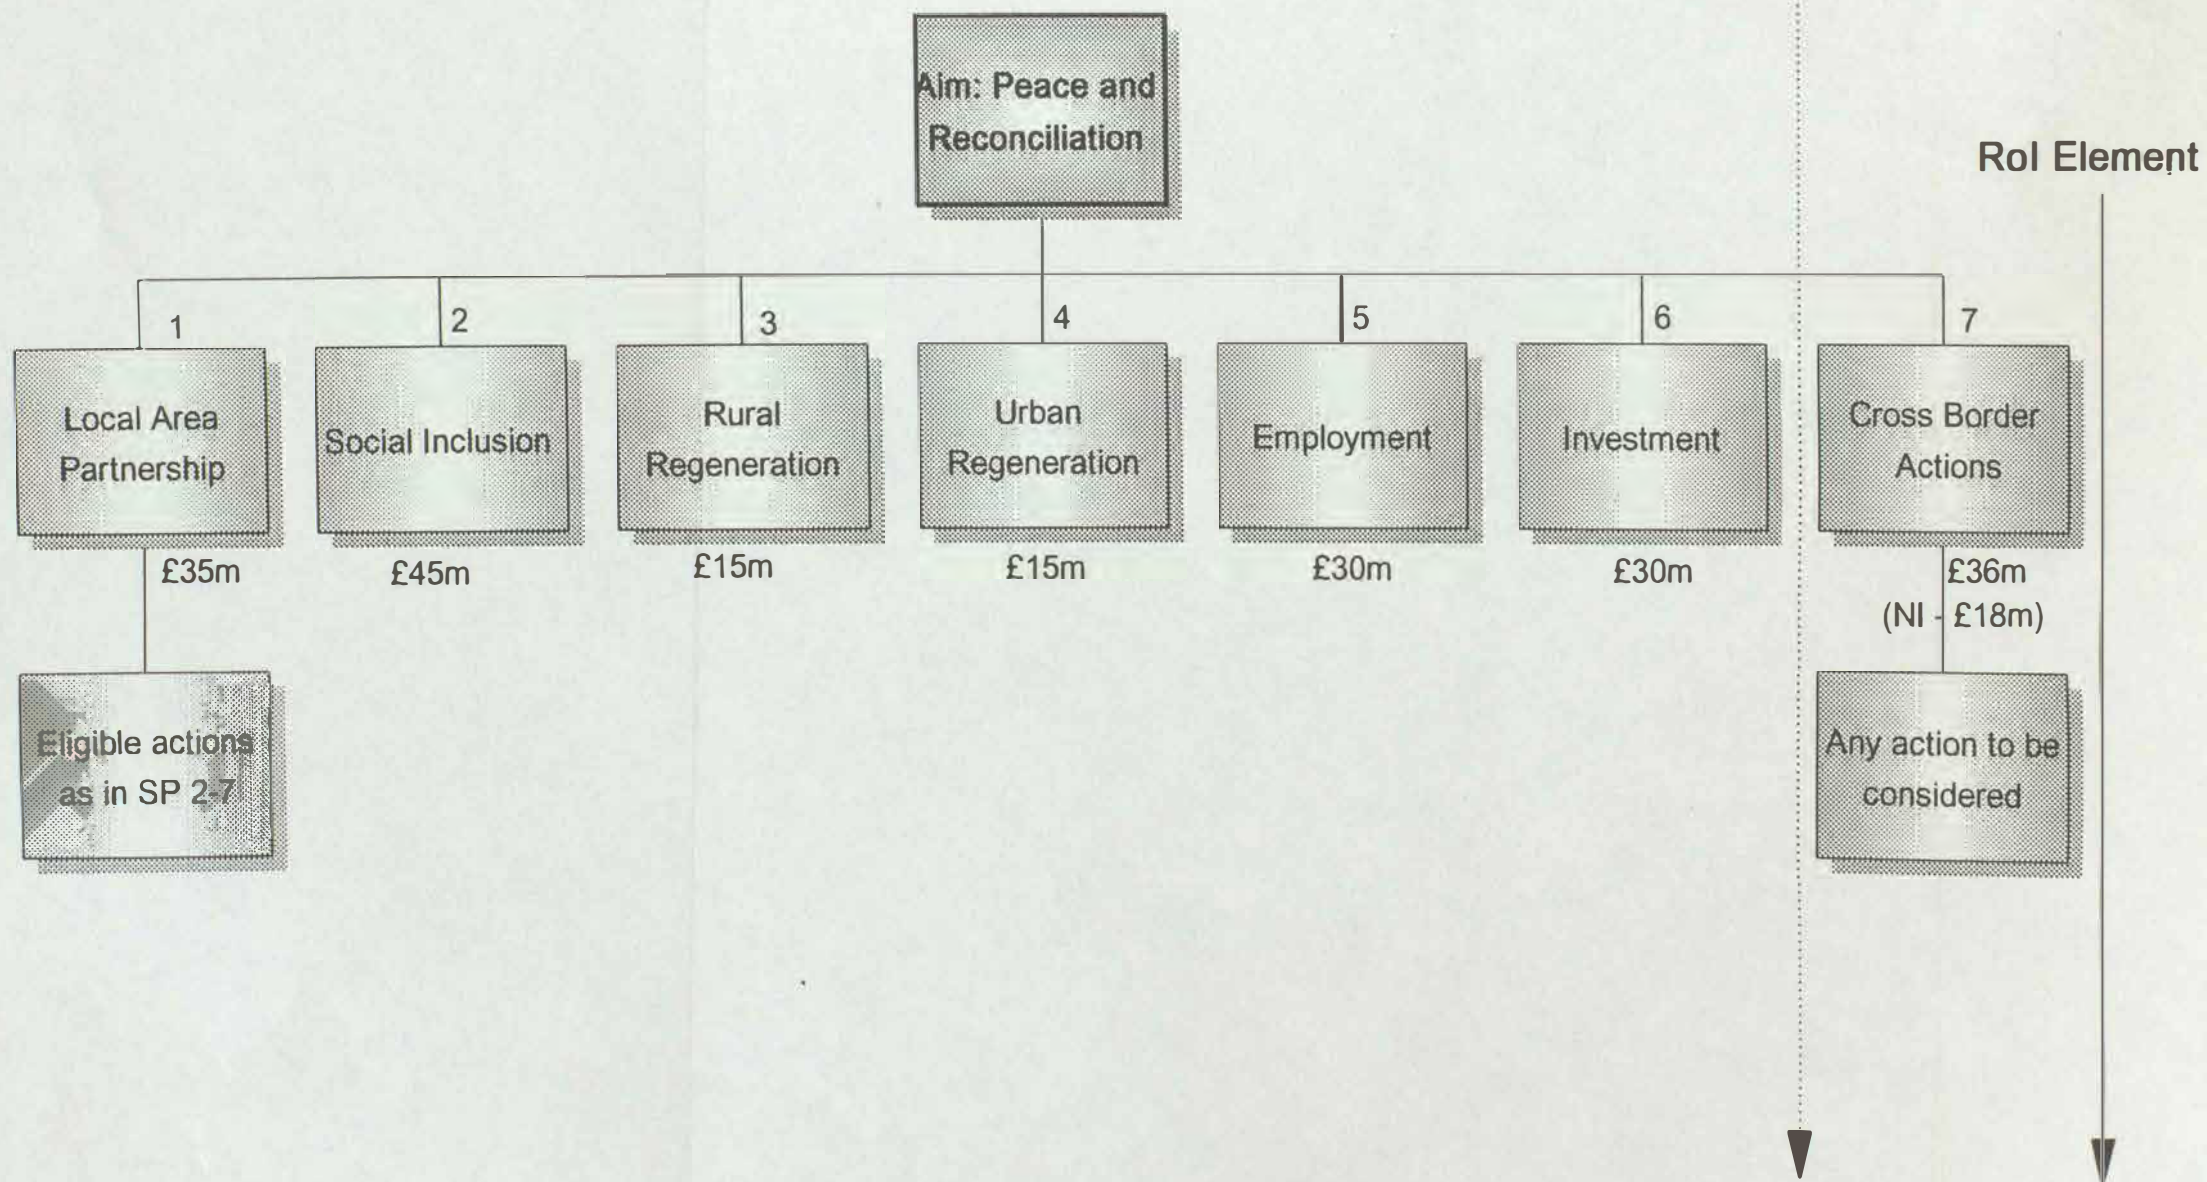 Aim: Peace and
Reconciliation
RoI Element
1
2
3
4
5
6
7
Local Area
Partnership
Social Inclusion
Rural
Regeneration
Urban
Regeneration
Employment
Investment
Cross Border
Actions
£35m
£45m
£15m
£15m
£30m
£30m
£36m
(NI - £18m)
Eligible actions
as in SP 2-7
Any action to be
considered